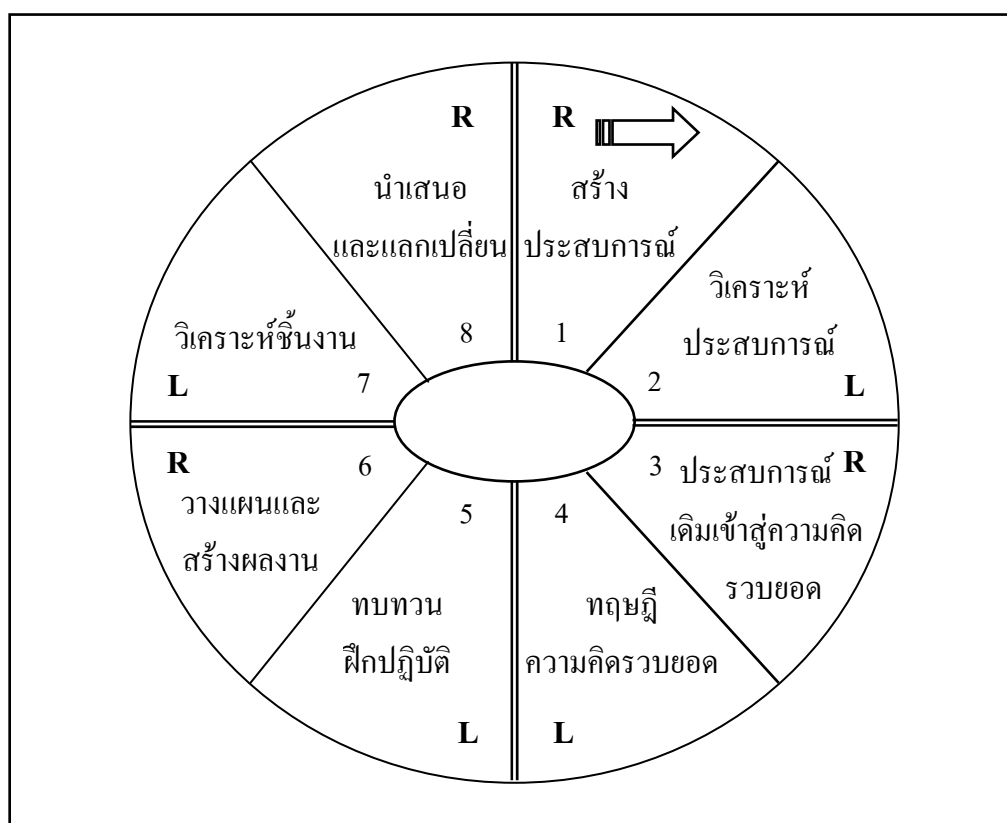 R
สร้าง
ประสบการณ์
1
วิเคราะห์
ประสบการณ์
2
L
3
ประสบการณ์
R
เดิมเข้าสู่ความคิด
รวบยอด
4
ทฤษฎี
ความคิดรวบยอด
L
5
ทบทวน
ฝึกปฏิบัติ
L
R
6
วางแผนและ
สร้างผลงาน
วิเคราะห์ชิ้นงาน
L
7
R
นำเสนอ
และแลกเปลี่ยน
8